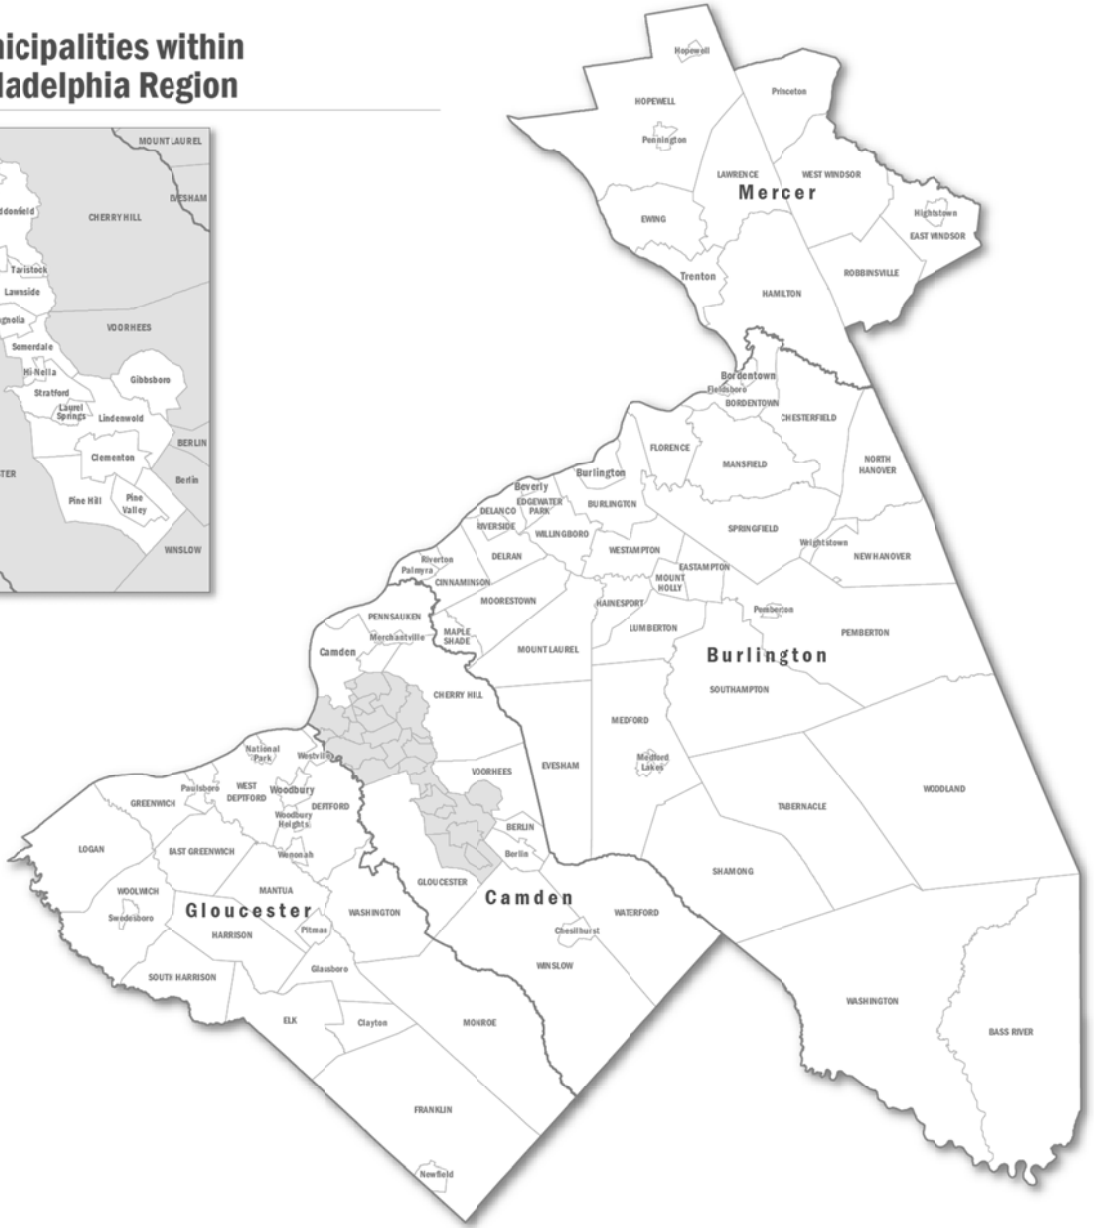 nicipalities within
ladelphia Region
MOUNT LAUREL
EVESHAM
CHERRY HILL
ddonfield
Tavistock
Lawnside
gnolia
VOORHEES
Somerdale
Hi-Nella
Gibbsboro
Stratford
Laurel
Springs
Lindenwold
BERLIN
Clementon
TER
Berlin
Pine Hill
Pine
Valley
WINSLOW
Hopewell
HOPEWELL
Princeton
Pennington
LAWRENCE
WEST WINDSOR
Mercer
EWING
Hightstown
EAST WINDSOR
Trenton
ROBBINSVILLE
HAMILTON
Bordentown
Fieldsboro
BORDENTOWN
CHESTERFIELD
FLORENCE
MANSFIELD
NORTH
HANOVER
Burlington
Beverly
EDGEWATER
PARK
BURLINGTON
DELANCO
RIVERSIDE
WILLINGBORO
SPRINGFIELD
Wrightstown
NEW HANOVER
WESTAMPTON
DELRAN
EASTAMPTON
Riverton
Palmyra
CINNAMINSON
MOUNT
HOLLY
MOORESTOWN
HAINESPORT
Pemberton
PENNSAUKEN
LUMBERTON
PEMBERTON
Merchantville
MAPLE
SHADE
Camden
MOUNT LAUREL
Burlington
CHERRY HILL
SOUTHAMPTON
MEDFORD
National
Park
Westville
VOORHEES
EVESHAM
Medford
Lakes
WOODLAND
Paulsboro
WEST
DEPTFORD
Woodbury
GREENWICH
DEPTFORD
TABERNACLE
Woodbury
Heights
BERLIN
LOGAN
EAST GREENWICH
Wenonah
Berlin
SHAMONG
GLOUCESTER
WOOLWICH
MANTUA
Camden
Swedesboro
Gloucester
WASHINGTON
WATERFORD
HARRISON
Pitman
Chesilhurst
WINSLOW
SOUTH HARRISON
Glassboro
WASHINGTON
ELK
Clayton
MONROE
BASS RIVER
FRANKLIN
Newfield